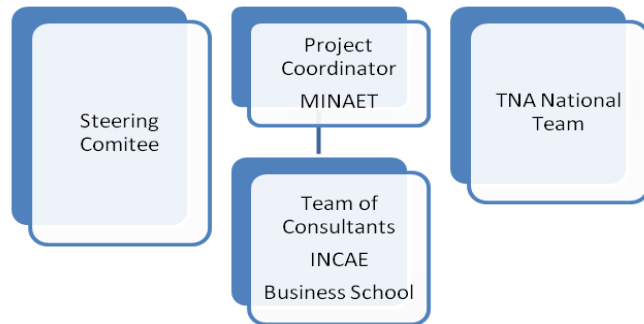 Steering
Comitee
Project
Coordinator
MINAET
Team of
Consultants
INCAE
Business School
TNA National
Team